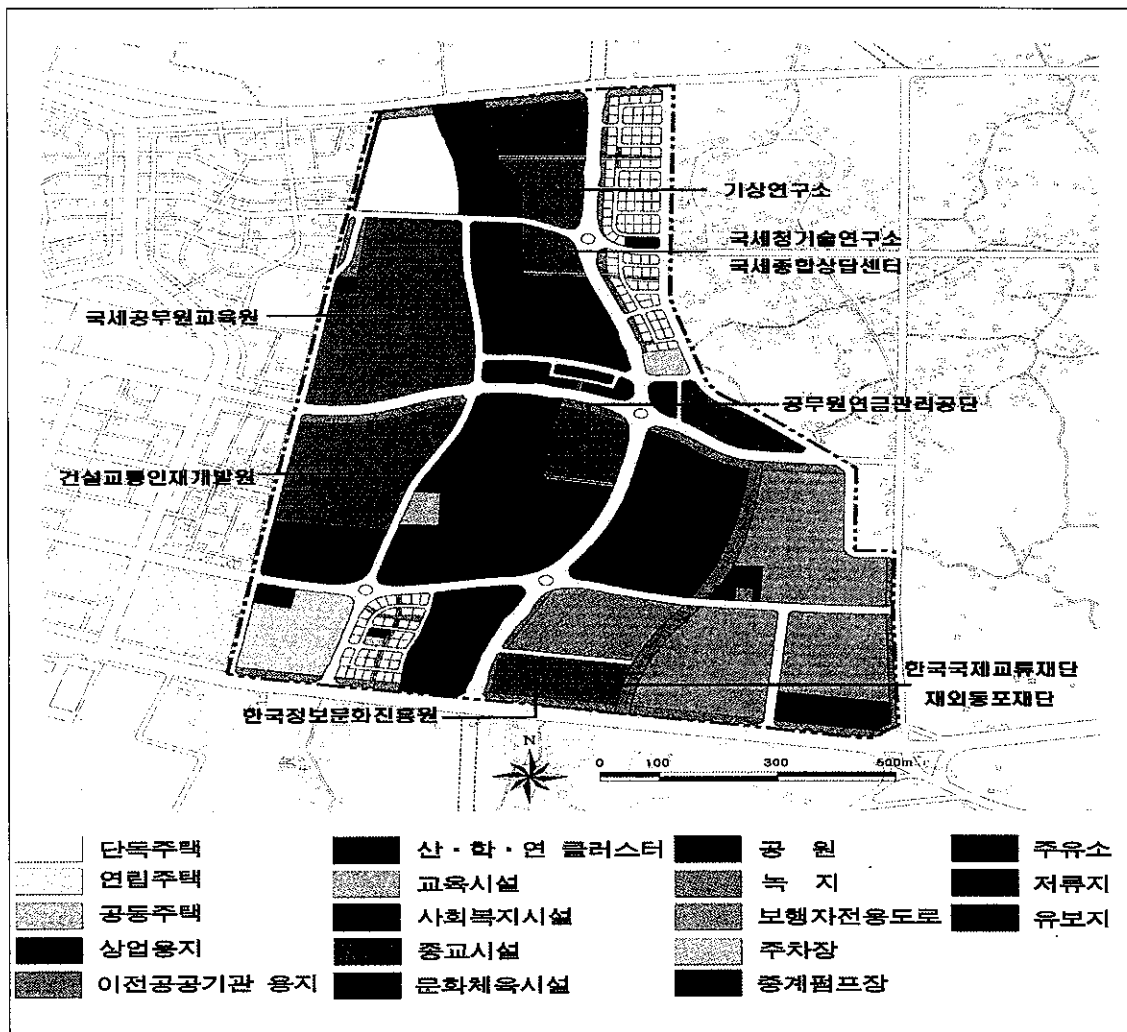 기상연구소
국세청기술연구소
국세종합상담센터
국세공무원교육원
공무원연금관리공단
건설교통인재개발원
한국국제교류재단
재외동포재단
한국정보문화진흥원
N
0 100 300 500m
단독주택
연립주택
공동주택
상업용지
이전공공기관 용지
산·학·연 클러스터
교육시설
사회복지시설
종교시설
문화체육시설
공 원
녹 지
보행자전용도로
주차장
중계펌프장
주유소
저류지
유보지